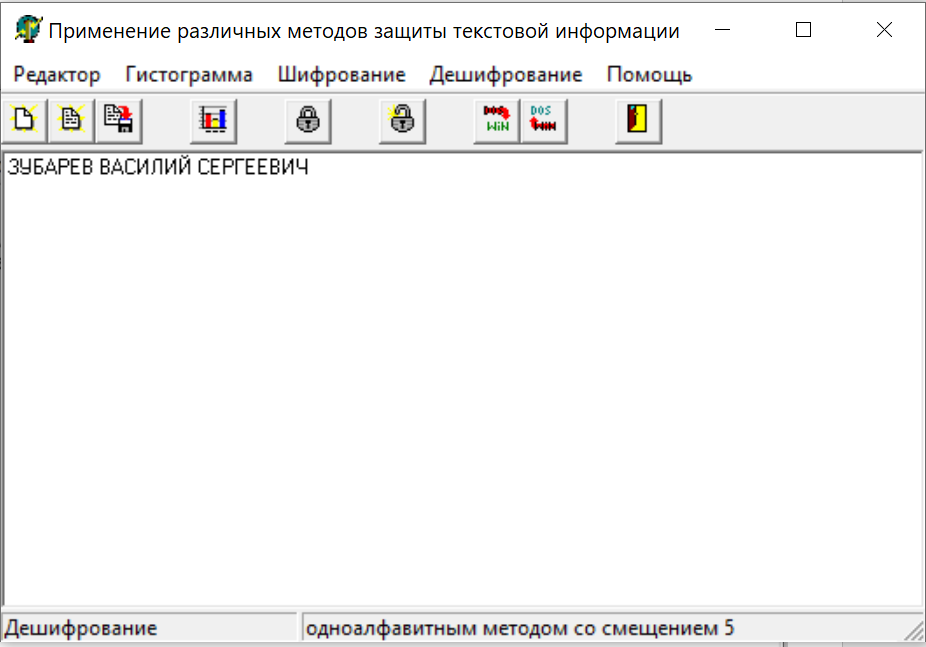 Применение различных методов защиты текстовой информации
Редактор Гистограмма Шифрование Дешифрование Помощь
DOS WiN DOS WiN
ЗУБАРЕВ ВАСИЛИЙ СЕРГЕЕВИЧ
Дешифрование одноалфавитным методом со смещением 5